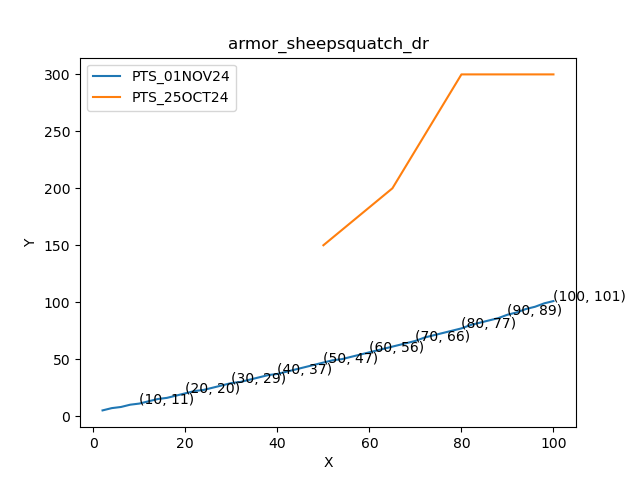 armor_sheepsquatch_dr
PTS_01NOV24
PTS_25OCT24
300
250
200
150
100
50
0
Y
(10, 11)
(20, 20)
(30, 29)
(40, 37)
(50, 47)
(60, 56)
(70, 66)
(80, 77)
(90, 89)
(100, 101)
0 20 40 60 80 100
X